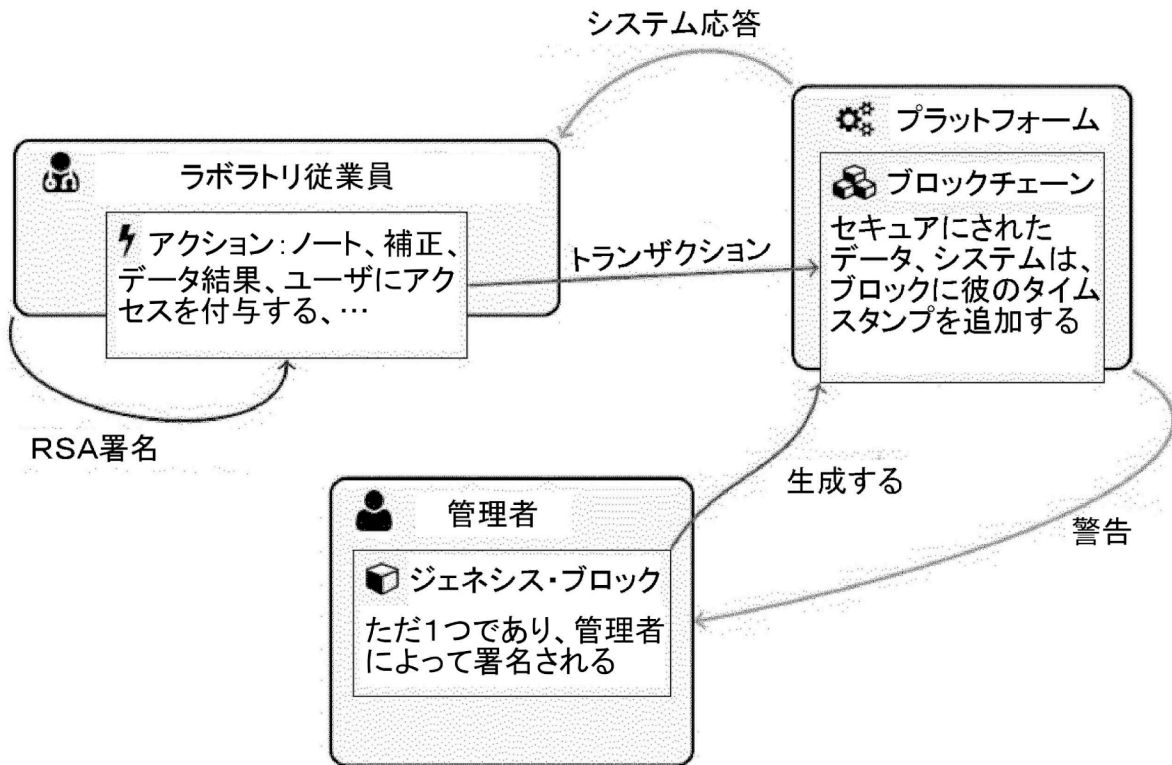 システム応答
プラットフォーム
ブロックチェーン
セキュアにされた
データ、システムは、
ブロックに彼のタイム
スタンプを追加する
ラボラトリ従業員
アクション：ノート、補正、
データ結果、ユーザにアク
セスを付与する、…
トランザクション
RSA署名
管理者
ジェネシス・ブロック
ただ１つであり、管理者
によって署名される
生成する
警告